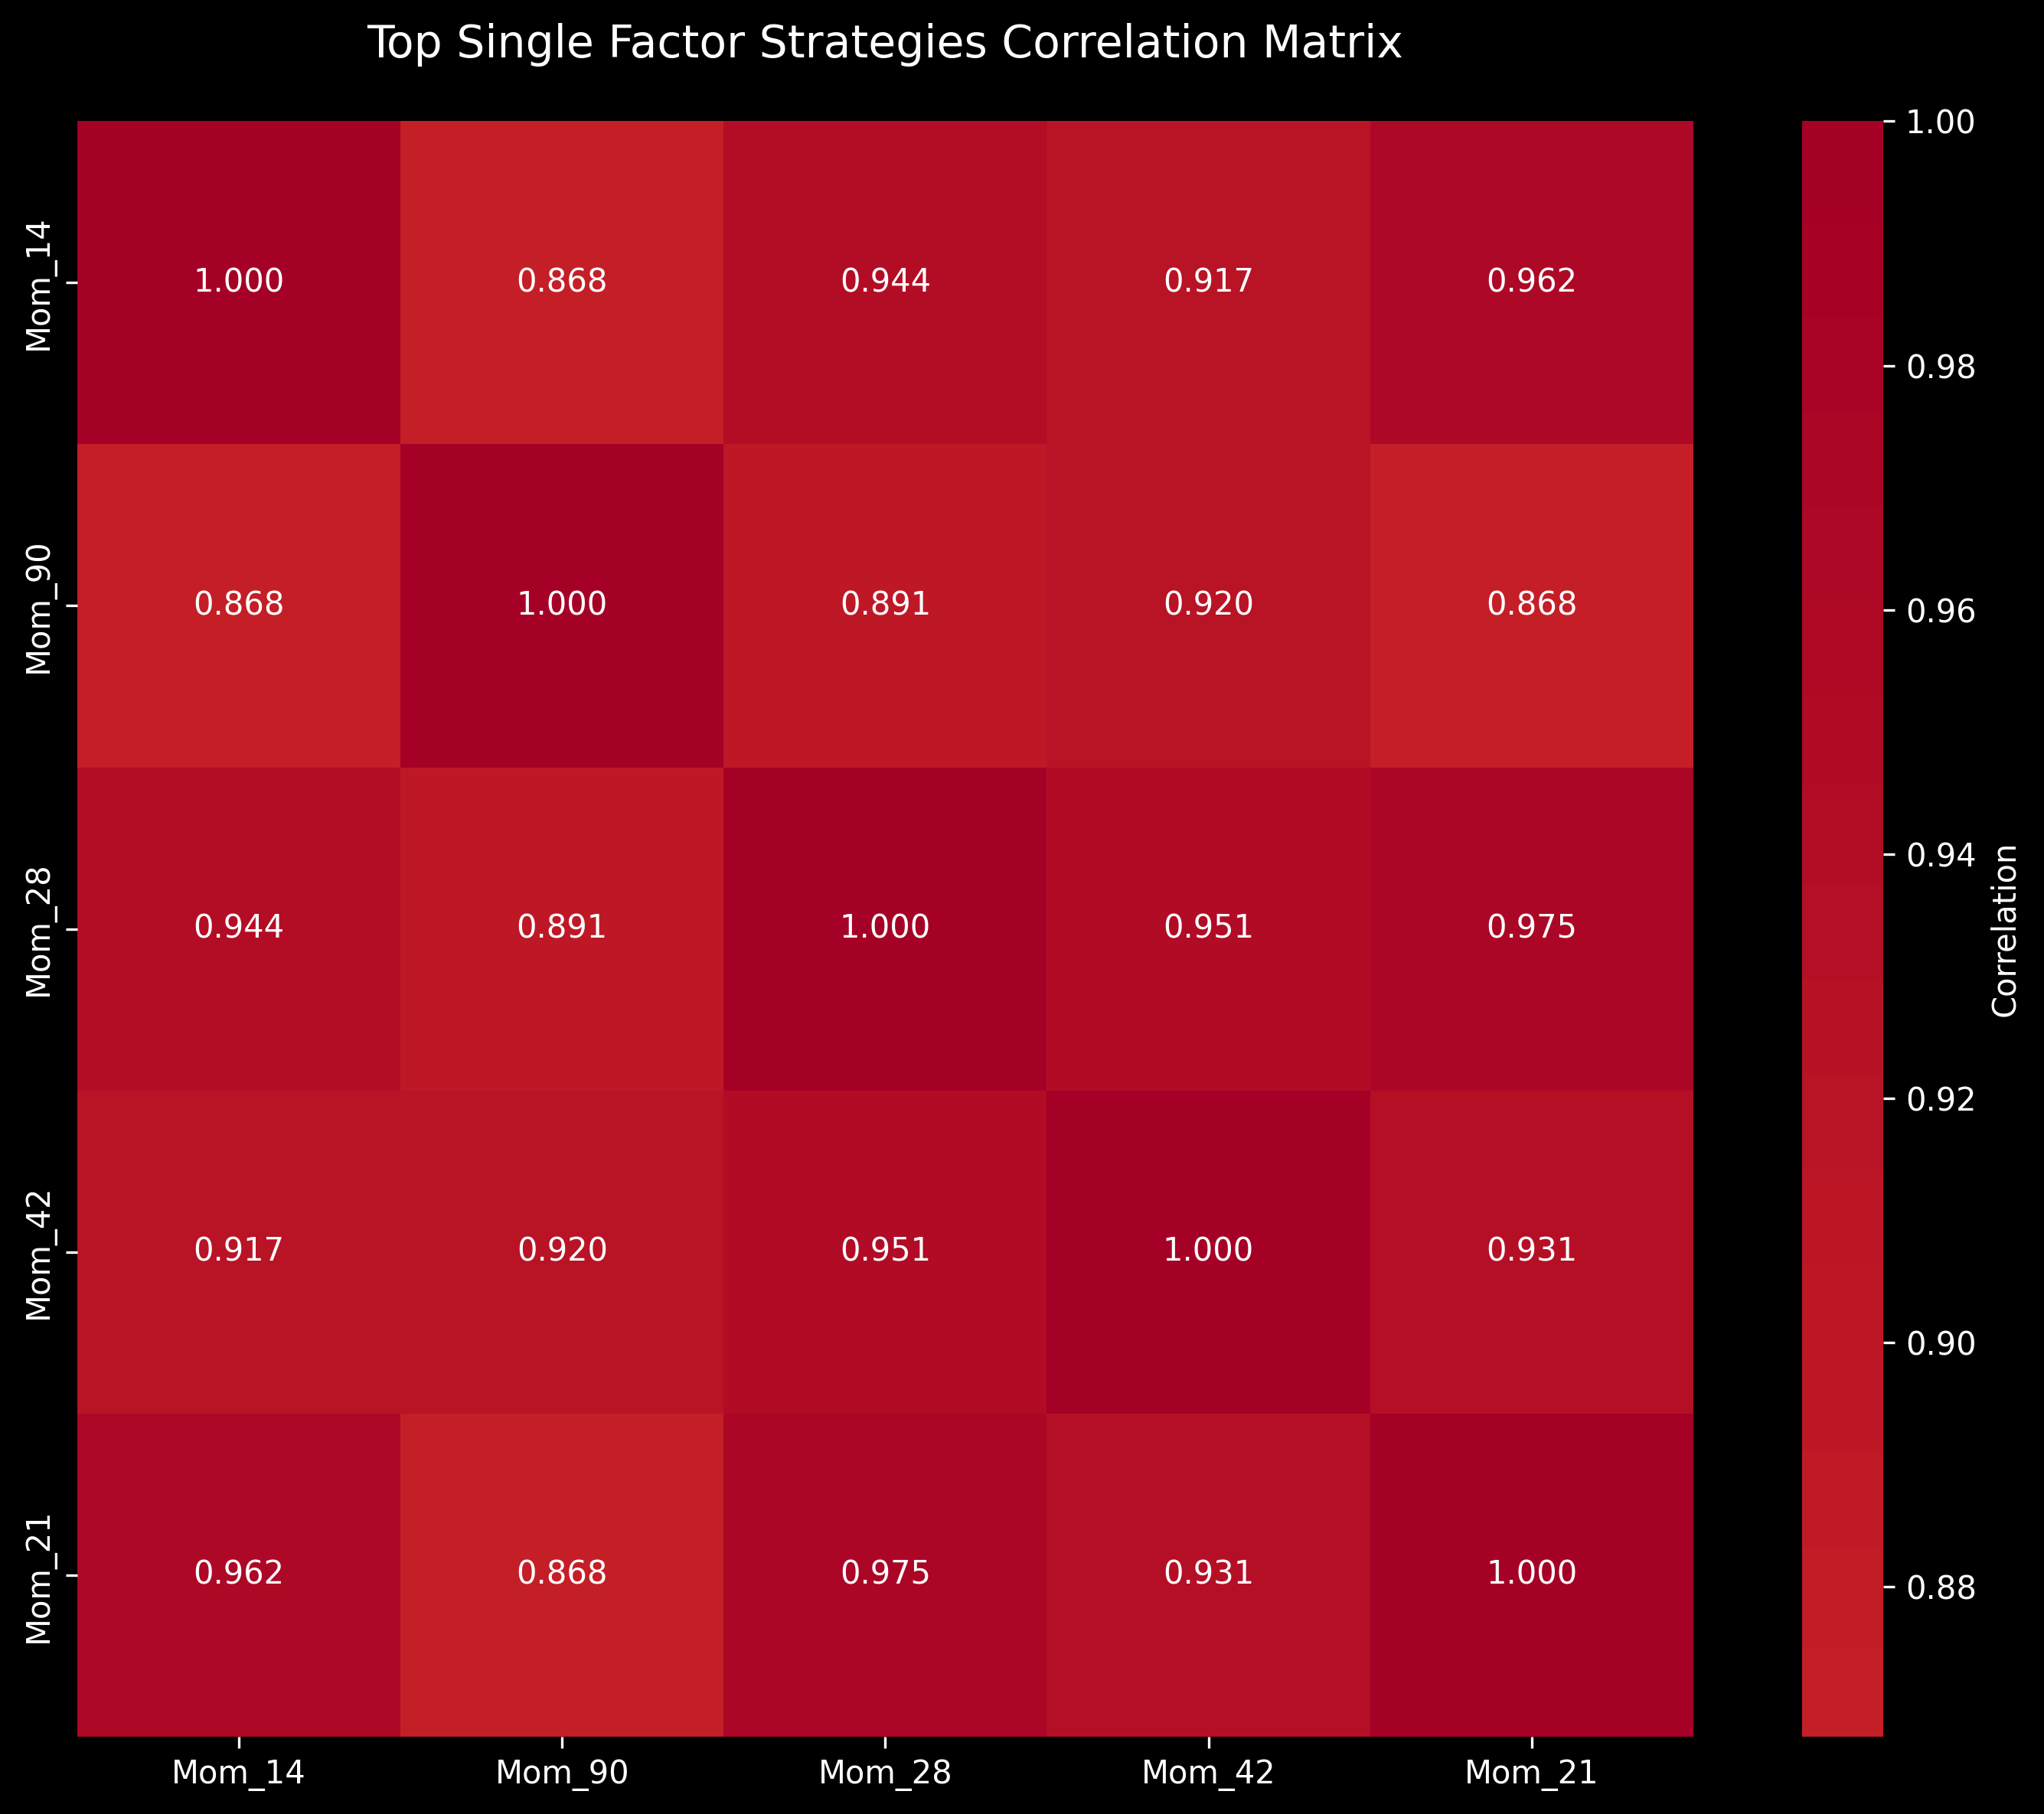 Top Single Factor Strategies Correlation Matrix
Mom_14
1.000 0.868 0.944 0.917 0.962
Mom_90
0.868 1.000 0.891 0.920 0.868
Mom_28
0.944 0.891 1.000 0.951 0.975
Mom_42
0.917 0.920 0.951 1.000 0.931
Mom_21
0.962 0.868 0.975 0.931 1.000
Mom_14 Mom_90 Mom_28 Mom_42 Mom_21
1.00
0.98
0.96
0.94
0.92
0.90
0.88
Correlation